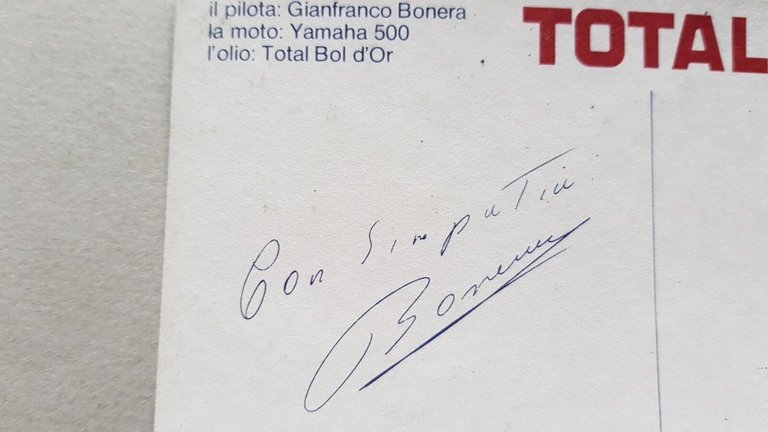 il pilota: Gianfranco Bonera
la moto: Yamaha 500
l'olio: Total Bol d'Or
TOTAL
Con simpatia
Bonera